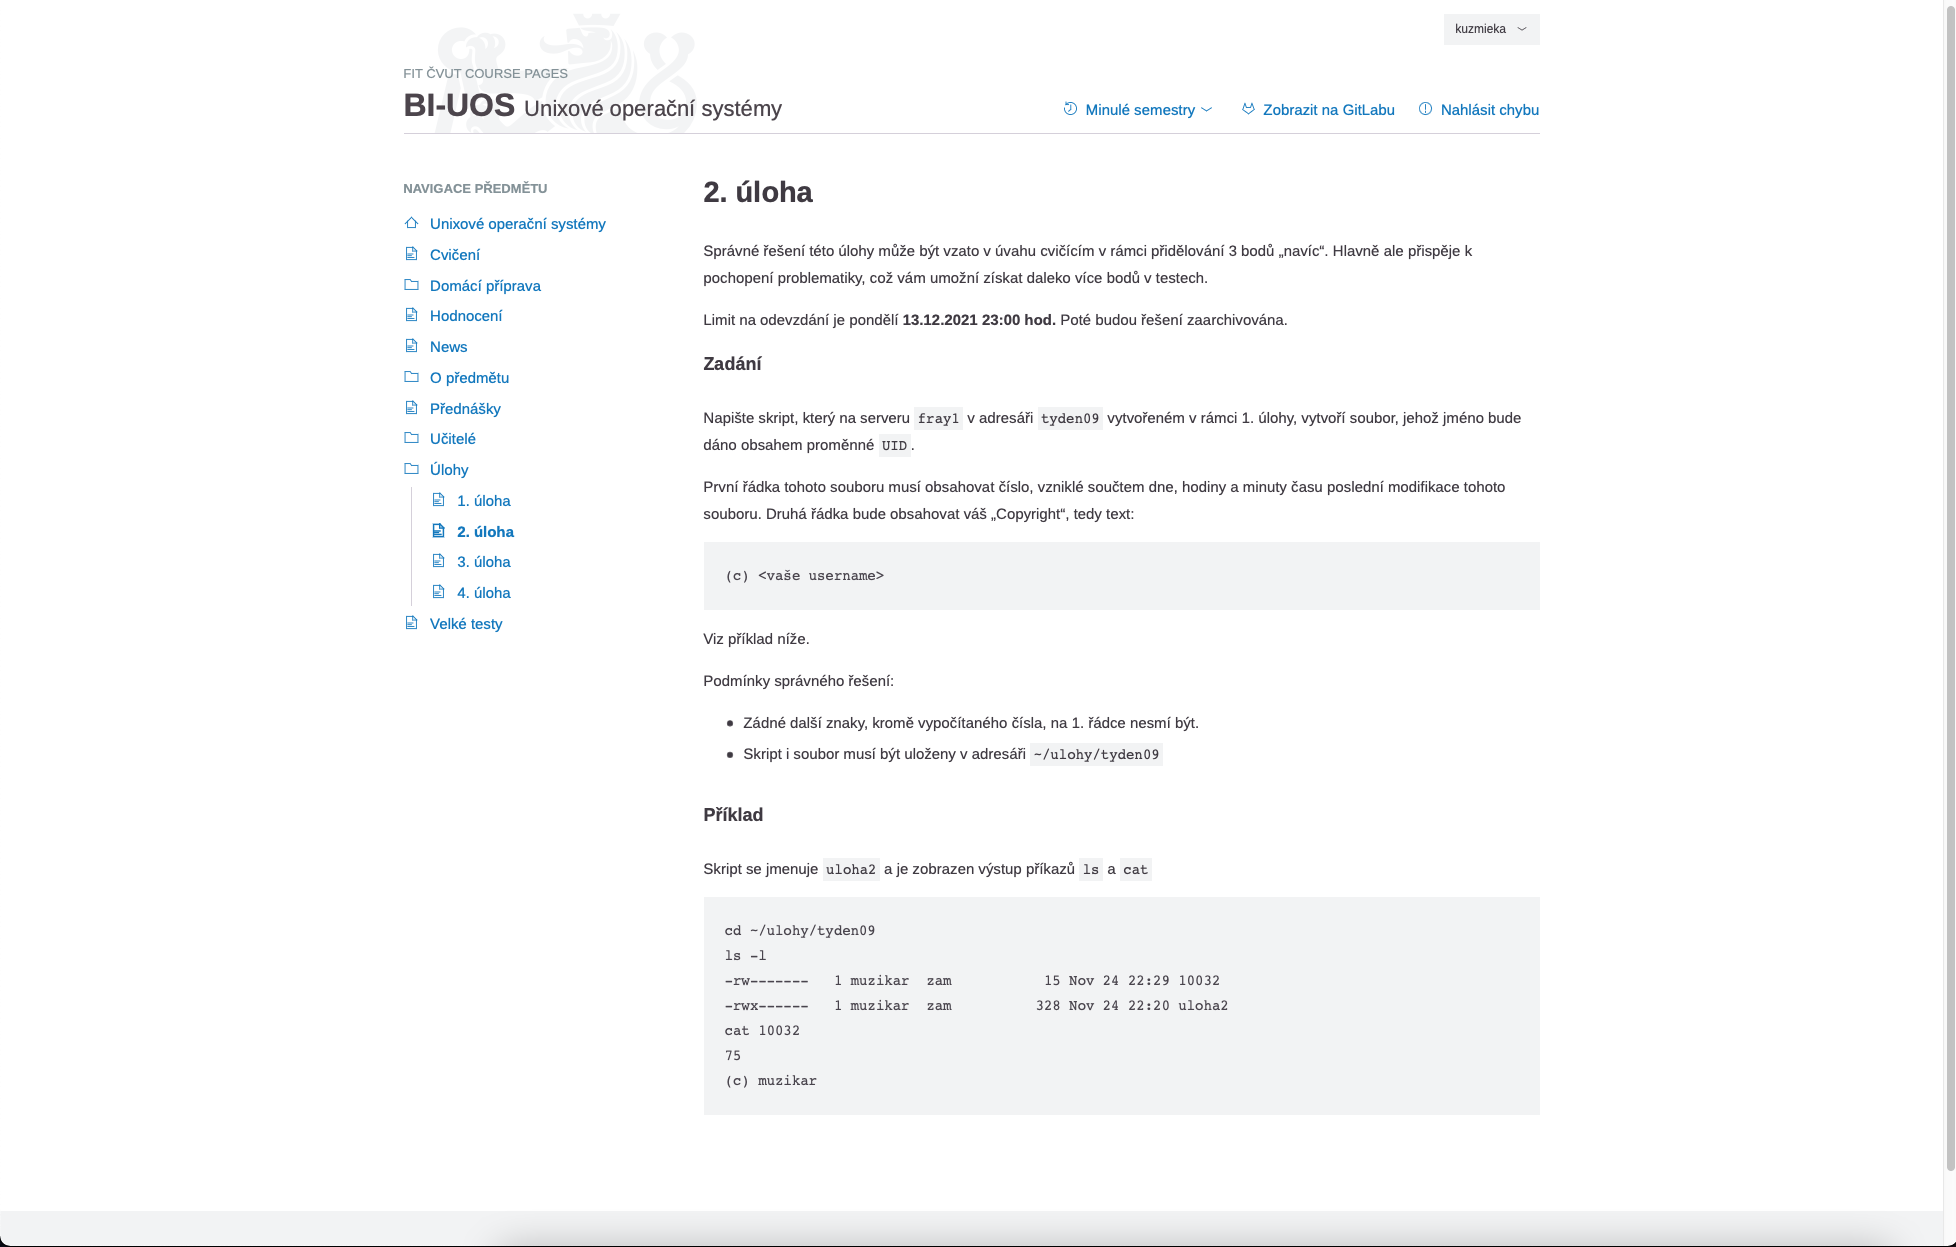 kuzmieka
FIT ČVUT COURSE PAGES
BI-UOS Unixové operační systémy
Minulé semestry
Zobrazit na GitLabu
Nahlásit chybu
NAVIGACE PŘEDMĚTU
Unixové operační systémy
Cvičení
Domácí příprava
Hodnocení
News
O předmětu
Přednášky
Učitelé
Úlohy
1. úloha
2. úloha
3. úloha
4. úloha
Velké testy
2. úloha
Správné řešení této úlohy může být vzato v úvahu cvičícím v rámci přidělování 3 bodů „navíc“. Hlavně ale přispěje k
pochopení problematiky, což vám umožní získat daleko více bodů v testech.
Limit na odevzdání je pondělí 13.12.2021 23:00 hod. Poté budou řešení zaarchivována.
Zadání
Napište skript, který na serveru fray1 v adresáři tyden09 vytvořeném v rámci 1. úlohy, vytvoří soubor, jehož jméno bude
dáno obsahem proměnné UID.
První řádka tohoto souboru musí obsahovat číslo, vzniklé součtem dne, hodiny a minuty času poslední modifikace tohoto
souboru. Druhá řádka bude obsahovat váš „Copyright“, tedy text:
(c) <vaše username>
Viz příklad níže.
Podmínky správného řešení:
• Zádné další znaky, kromě vypočítaného čísla, na 1. řádce nesmí být.
• Skript i soubor musí být uloženy v adresáři ~/ulohy/tyden09
Příklad
Skript se jmenuje uloha2 a je zobrazen výstup příkazů ls a cat
cd ~/ulohy/tyden09
ls -l
-rw-------   1 muzikar  zam           15 Nov 24 22:29 10032
-rwx------   1 muzikar  zam          328 Nov 24 22:20 uloha2
cat 10032
75
(c) muzikar